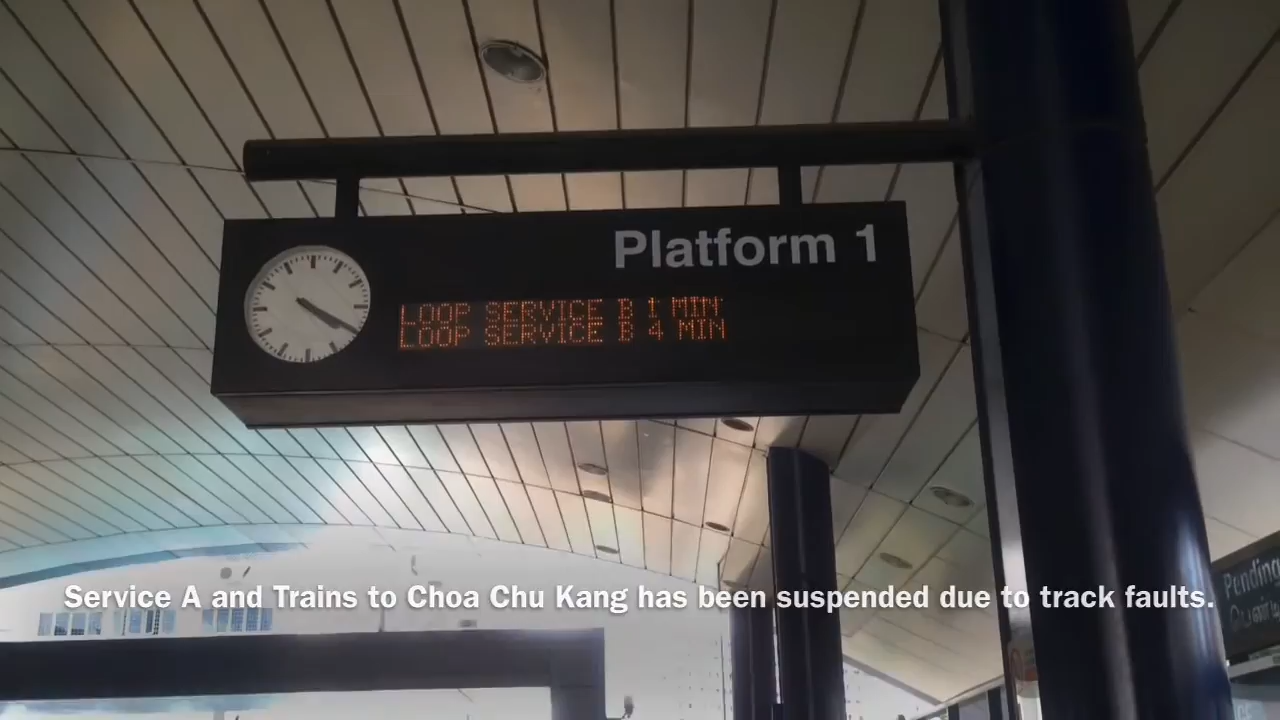 Platform 1
LOOP SERVICE B 1 MIN
LOOP SERVICE B 4 MIN
Service A and Trains to Choa Chu Kang has been suspended due to track faults.